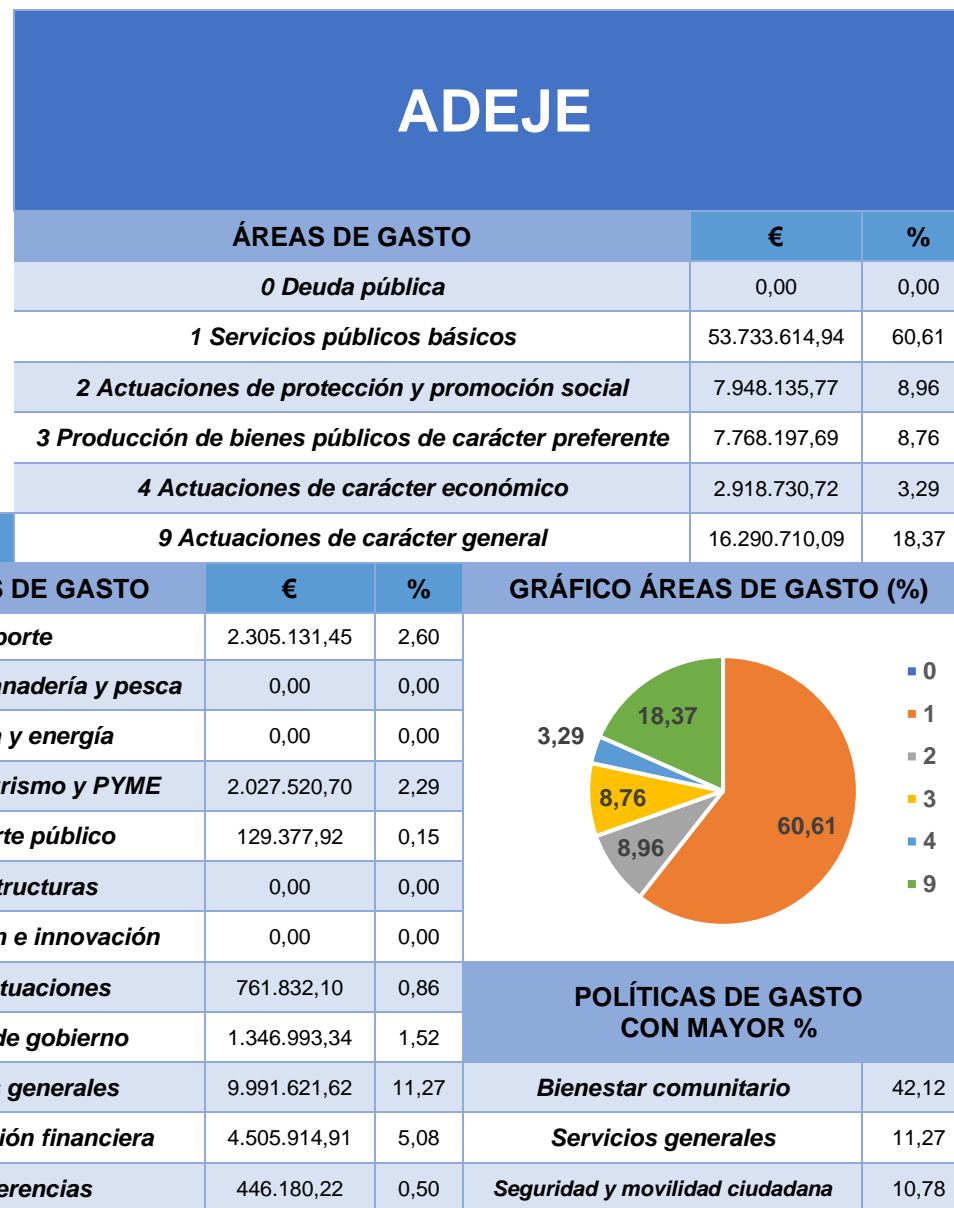 ADEJE
ÁREAS DE GASTO € %
0 Deuda pública 0,00 0,00
1 Servicios públicos básicos 53.733.614,94 60,61
2 Actuaciones de protección y promoción social 7.948.135,77 8,96
3 Producción de bienes públicos de carácter preferente 7.768.197,69 8,76
4 Actuaciones de carácter económico 2.918.730,72 3,29
9 Actuaciones de carácter general 16.290.710,09 18,37
S DE GASTO € %
porte 2.305.131,45 2,60
anadería y pesca 0,00 0,00
a y energía 0,00 0,00
urismo y PYME 2.027.520,70 2,29
rte público 129.377,92 0,15
tructuras 0,00 0,00
n e innovación 0,00 0,00
tuaciones 761.832,10 0,86
de gobierno 1.346.993,34 1,52
s generales 9.991.621,62 11,27
ión financiera 4.505.914,91 5,08
erencias 446.180,22 0,50
GRÁFICO ÁREAS DE GASTO (%)
18,37
3,29
8,76
8,96
60,61
0
1
2
3
4
9
POLÍTICAS DE GASTO
CON MAYOR %
Bienestar comunitario 42,12
Servicios generales 11,27
Seguridad y movilidad ciudadana 10,78